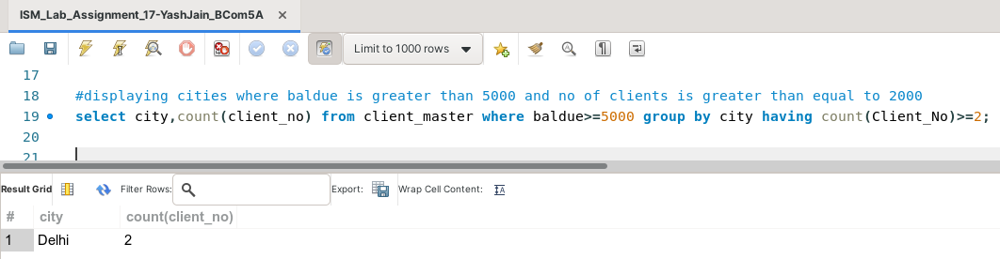 ISM_Lab_Assignment_17-YashJain_BCom5A ×
Limit to 1000 rows
17
18 #displaying cities where baldue is greater than 5000 and no of clients is greater than equal to 2000
19 select city,count(client_no) from client_master where baldue>=5000 group by city having count(Client_No)>=2;
20
21
Result Grid Filter Rows: Export: Wrap Cell Content:
# city count(client_no)
1 Delhi 2